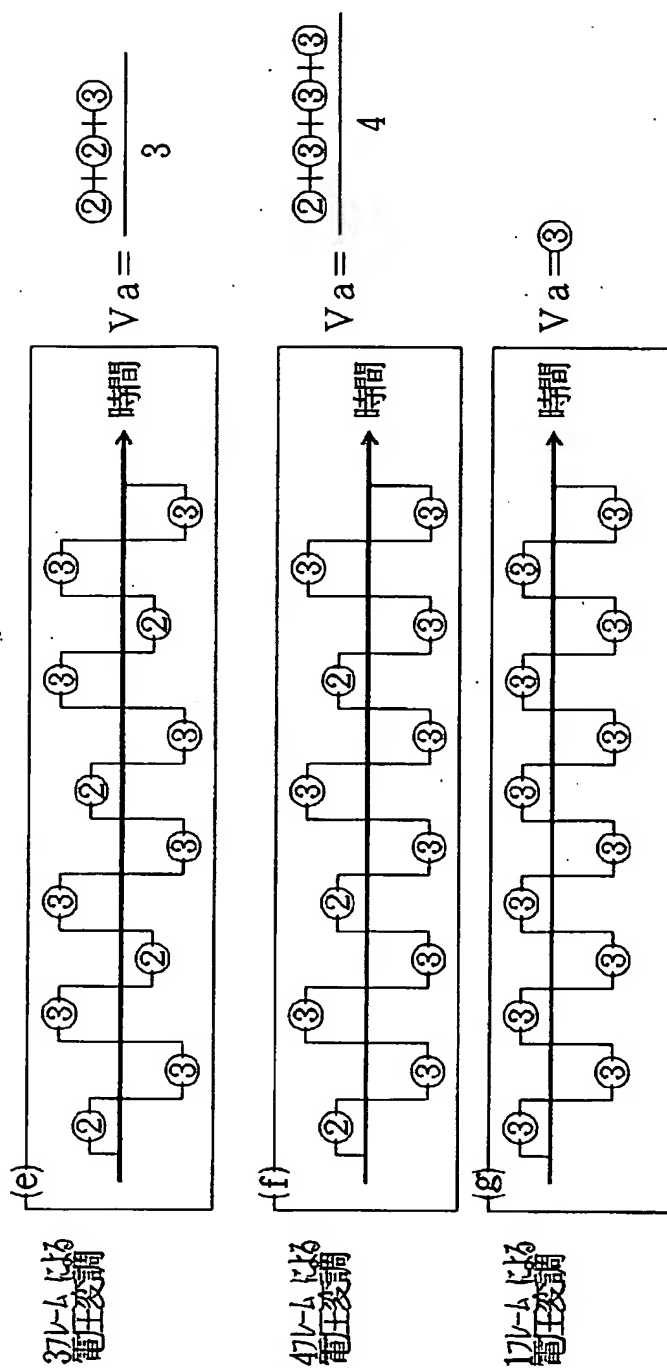 3フレームによる
電圧変調
(e)
② ③ ③ ② ③ ③ ② ③ ③ ② ③ ③
時間
Va= ②+②+③
3
4フレームによる
電圧変調
(f)
② ③ ③ ③ ② ③ ③ ③ ② ③ ③ ③
時間
Va= ②+③+③+③
4
1フレームによる
電圧変調
(g)
③ ③ ③ ③ ③ ③ ③ ③ ③ ③ ③ ③
時間
Va=③